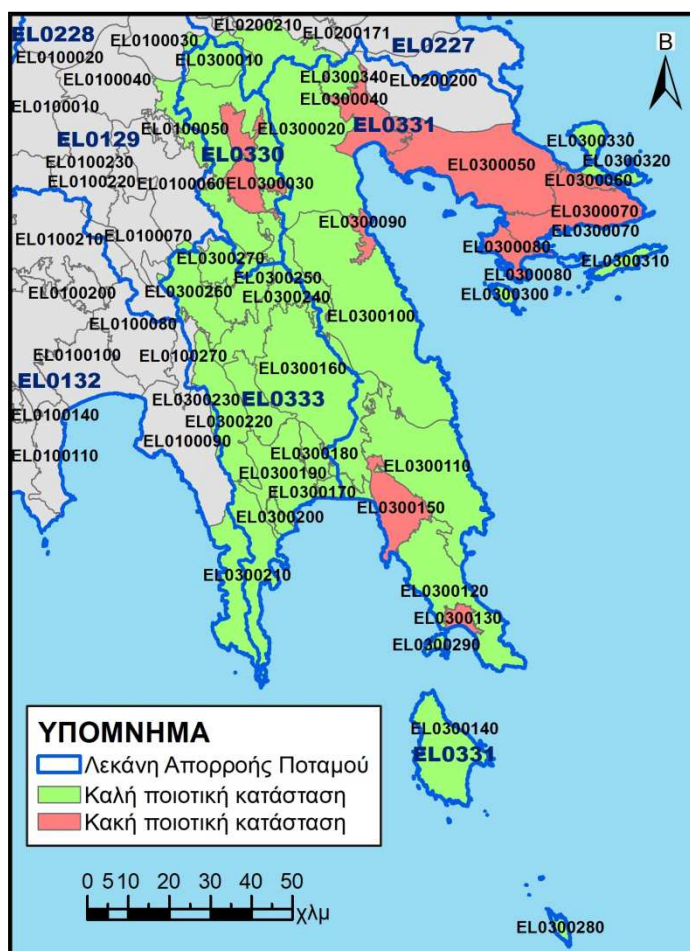 EL0228
EL0100030
EL0200210
EL0200171
EL0227
B
EL0100020
EL0300010
EL0300340
EL0200200
EL0100040
EL0300040
EL0100010
EL0129
EL0100050
EL0300020
EL0331
EL0300330
EL0100230
EL0330
EL0300050
EL0300320
EL0100220
EL0100060
EL0300030
EL0300060
EL0100210
EL0100070
EL0300090
EL0300070
EL0300070
EL0300080
EL0300270
EL0300310
EL0300250
EL0300080
EL0100200
EL0300260
EL0300240
EL0300300
EL0100080
EL0300100
EL0100100
EL0100270
EL0300160
EL0132
EL0300230
EL0333
EL0100140
EL0300220
EL0100090
EL0100110
EL0300180
EL0300110
EL0300190
EL0300170
EL0300150
EL0300200
EL0300210
EL0300120
EL0300130
EL0300290
EL0300140
EL0331
ΥΠΟΜΝΗΜΑ
Λεκάνη Απορροής Ποταμού
Καλή ποιοτική κατάσταση
Κακή ποιοτική κατάσταση
0 5 10 20 30 40 50
χλμ
EL0300280